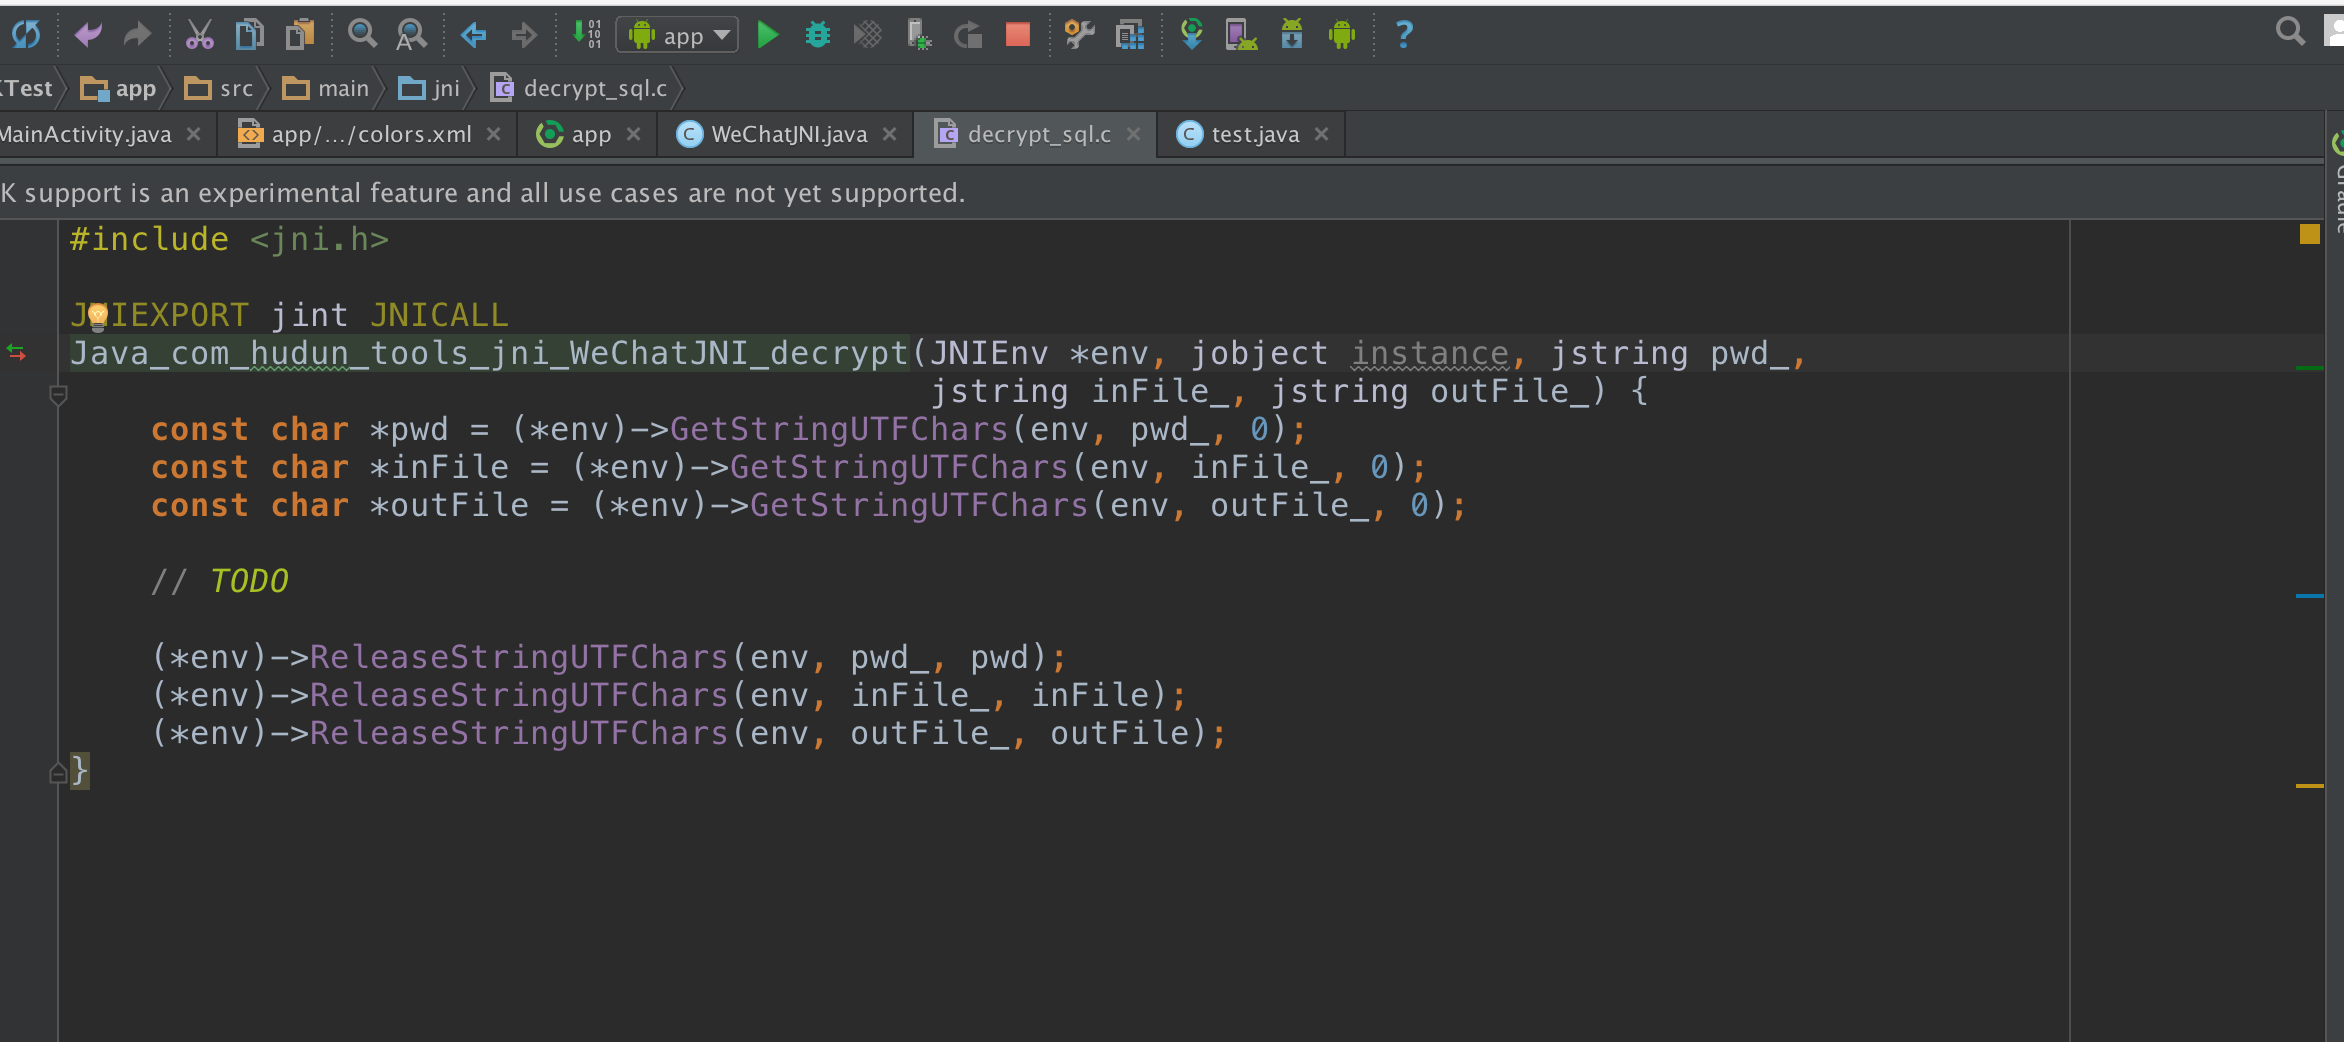 app
Test app src main jni decrypt_sql.c
MainActivity.java app/.../colors.xml app WeChatJNI.java decrypt_sql.c test.java
K support is an experimental feature and all use cases are not yet supported.
#include <jni.h>
JNIEXPORT jint JNICALL
Java_com_hudun_tools_jni_WeChatJNI_decrypt(JNIEnv *env, jobject instance, jstring pwd_,
jstring inFile_, jstring outFile_) {
const char *pwd = (*env)->GetStringUTFChars(env, pwd_, 0);
const char *inFile = (*env)->GetStringUTFChars(env, inFile_, 0);
const char *outFile = (*env)->GetStringUTFChars(env, outFile_, 0);
// TODO
(*env)->ReleaseStringUTFChars(env, pwd_, pwd);
(*env)->ReleaseStringUTFChars(env, inFile_, inFile);
(*env)->ReleaseStringUTFChars(env, outFile_, outFile);
}